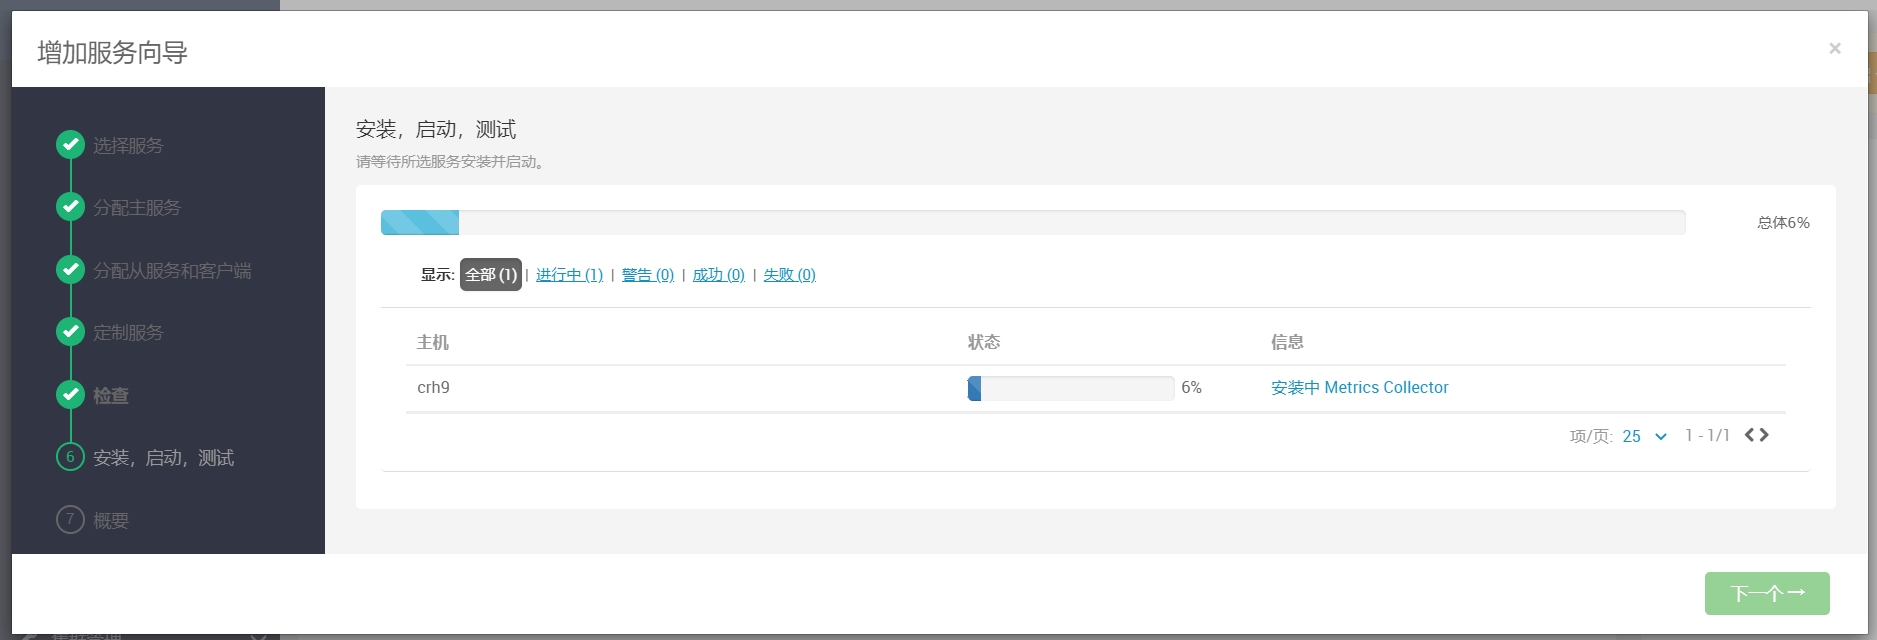 增加服务向导
×
选择服务
分配主服务
分配从服务和客户端
定制服务
检查
6 安装，启动，测试
7 概要
安装，启动，测试
请等待所选服务安装并启动。
总体6%
显示: 全部 (1) | 进行中 (1) | 警告 (0) | 成功 (0) | 失败 (0)
主机 状态 信息
crh9 6% 安装中 Metrics Collector
项/页: 25 1 - 1/1
下一个 →